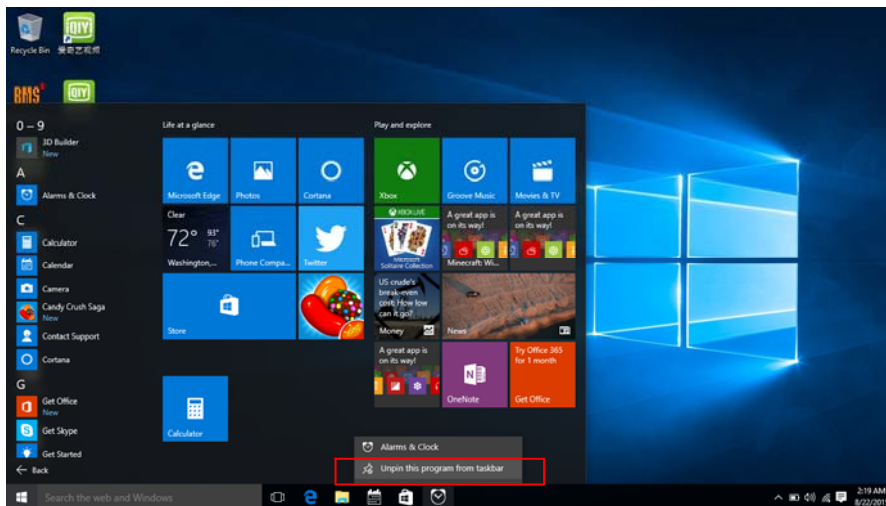 Recycle Bin
爱奇艺视频
QIY
RMS
QIY
0 – 9
3D Builder
New
A
Alarms & Clock
C
Calculator
Calendar
Camera
Candy Crush Saga
New
Contact Support
Cortana
G
Get Office
New
Get Skype
Get Started
Back
Life at a glance
Microsoft Edge
Photos
Cortana
Clear
72° 93°
76°
Washington,...
Phone Compa...
Twitter
Store
Calculator
Play and explore
Xbox
Groove Music
Movies & TV
XBOX LIVE
Microsoft
Solitaire Collection
A great app is
on its way!
Minecraft: Wi...
A great app is
on its way!
US crude's
break-even
cost: How low
can it go?
Money
News
A great app is
on its way!
OneNote
Try Office 365
for 1 month
Get Office
Alarms & Clock
Unpin this program from taskbar
Search the web and Windows
2:19 AM